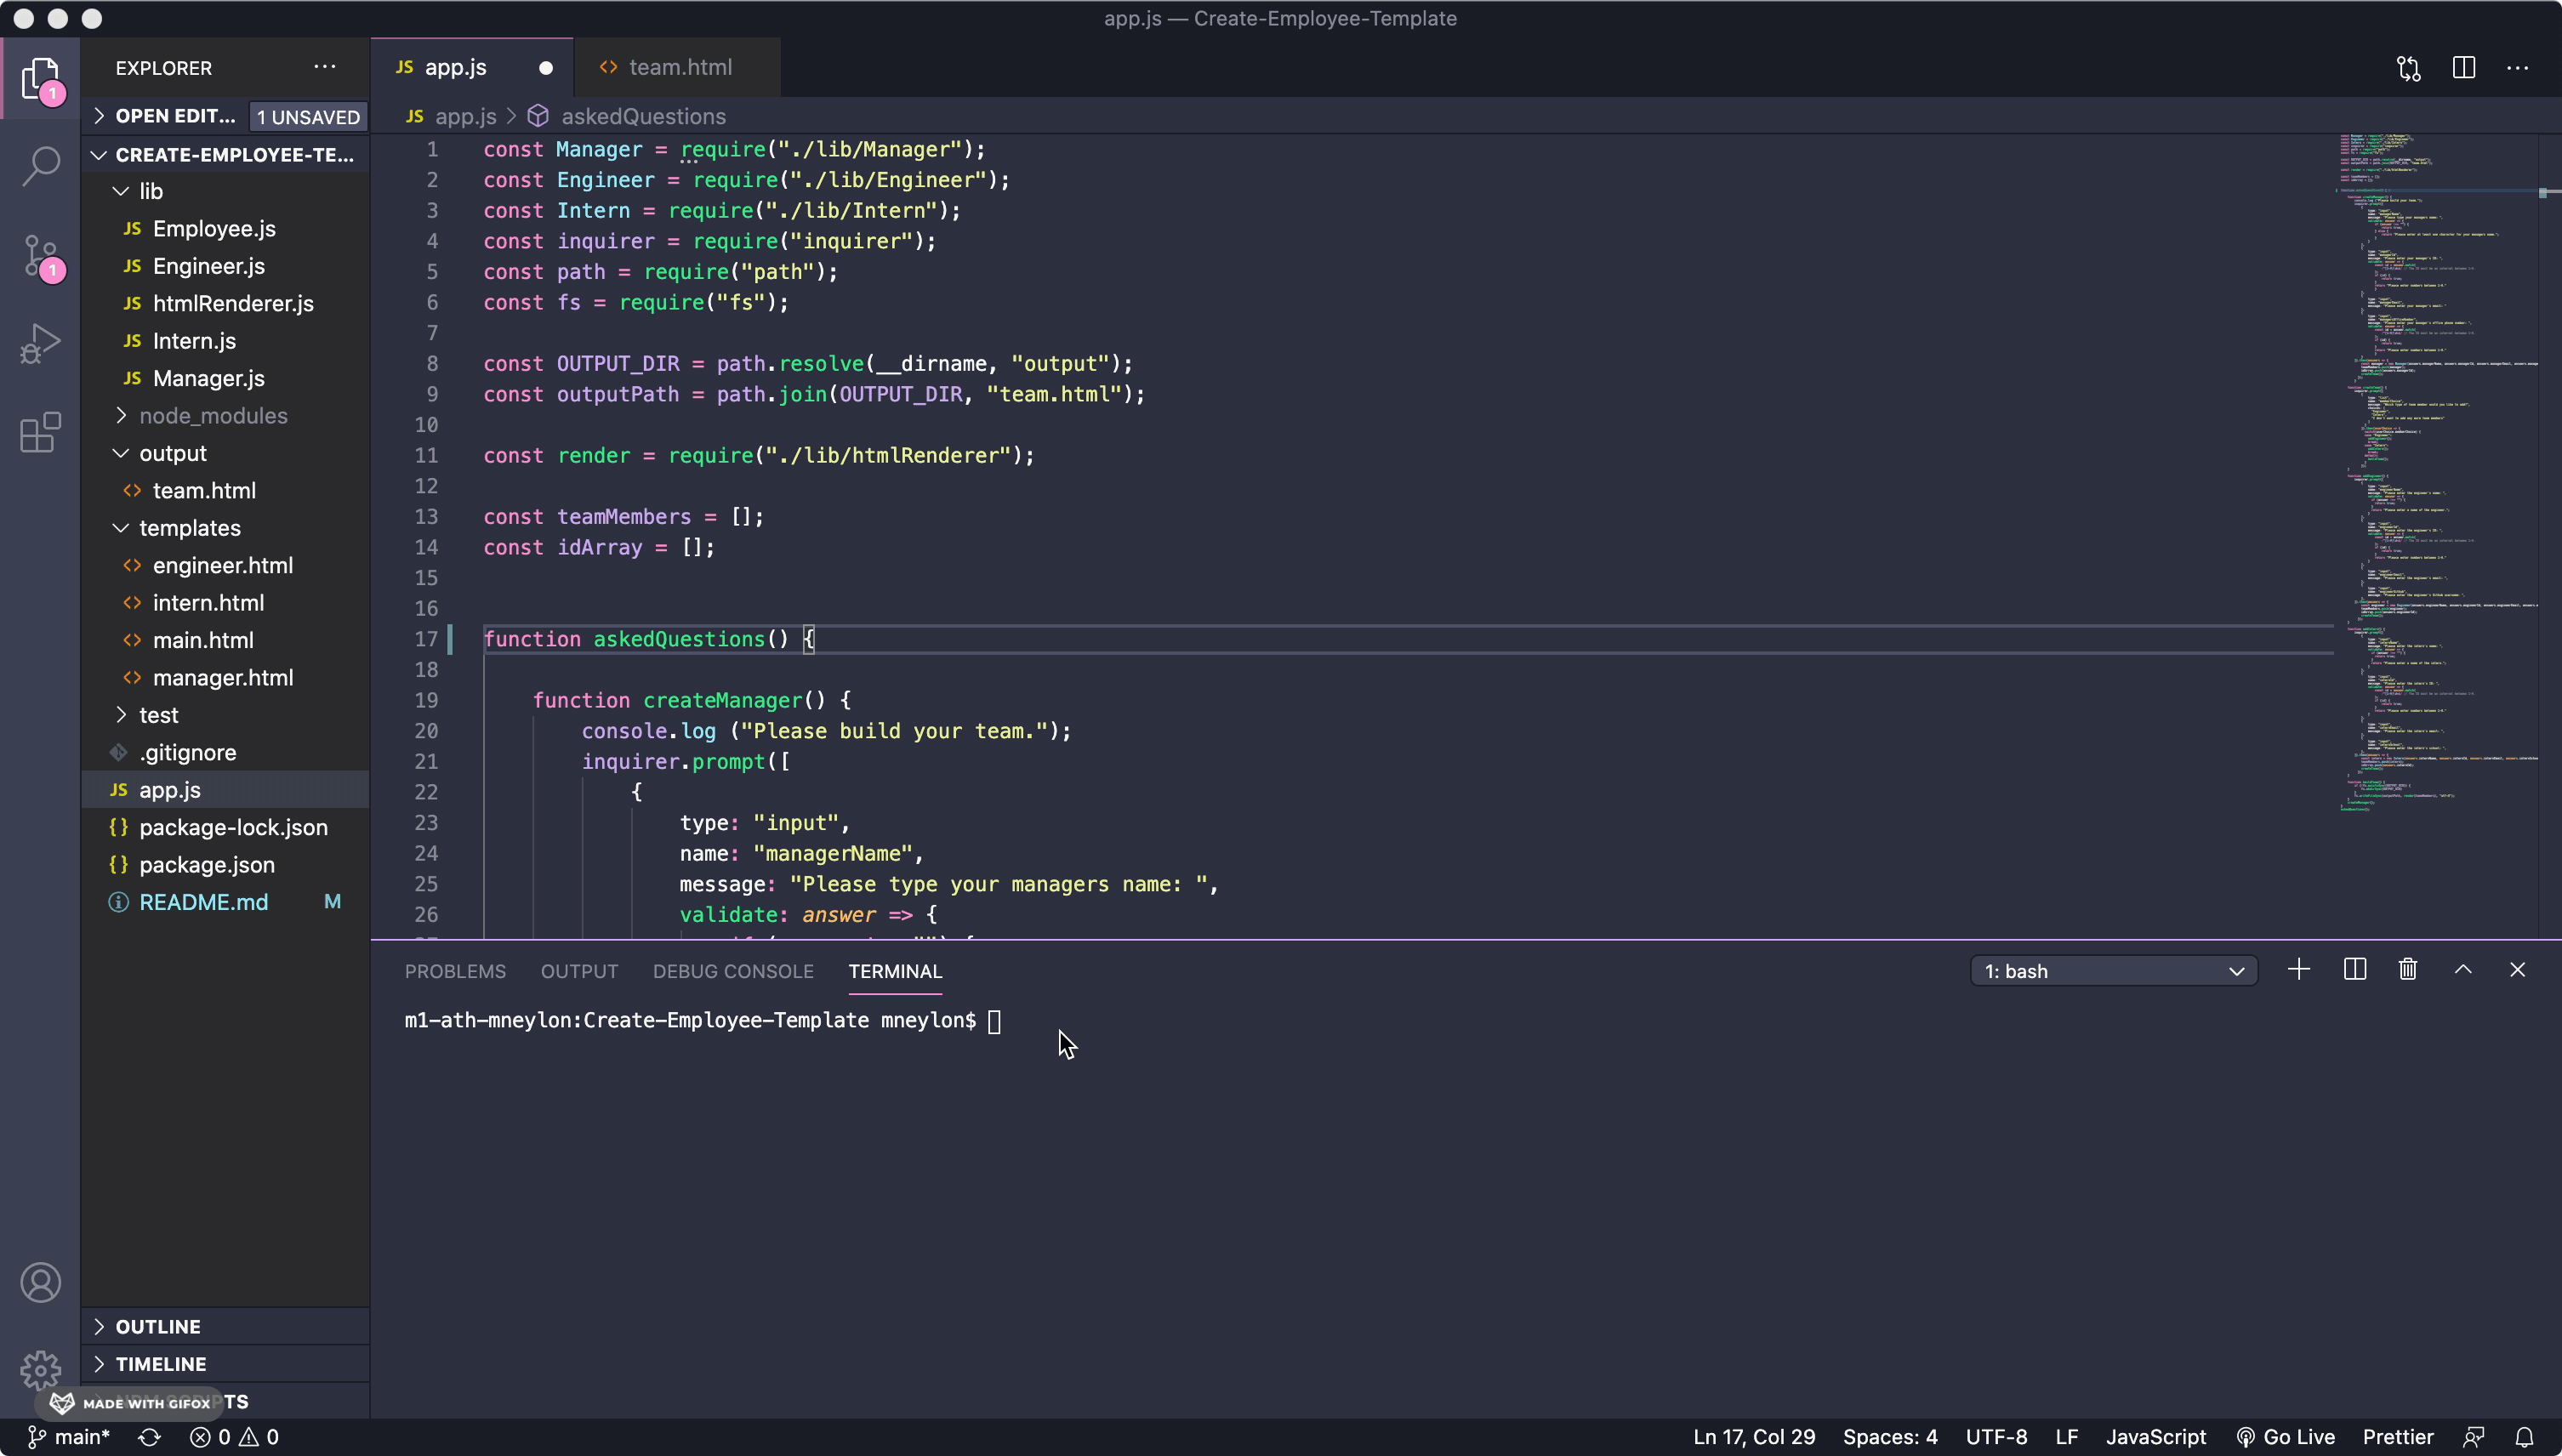 app.js — Create-Employee-Template
EXPLORER
JS app.js
<> team.html
OPEN EDIT... 1 UNSAVED
JS app.js > askedQuestions
CREATE-EMPLOYEE-TE...
lib
JS Employee.js
JS Engineer.js
JS htmlRenderer.js
JS Intern.js
JS Manager.js
node_modules
output
<> team.html
templates
<> engineer.html
<> intern.html
<> main.html
<> manager.html
test
.gitignore
JS app.js
{} package-lock.json
{} package.json
README.md M
OUTLINE
TIMELINE
MADE WITH GIFOX
1 const Manager = require("./lib/Manager");
2 const Engineer = require("./lib/Engineer");
3 const Intern = require("./lib/Intern");
4 const inquirer = require("inquirer");
5 const path = require("path");
6 const fs = require("fs");
7
8 const OUTPUT_DIR = path.resolve(__dirname, "output");
9 const outputPath = path.join(OUTPUT_DIR, "team.html");
10
11 const render = require("./lib/htmlRenderer");
12
13 const teamMembers = [];
14 const idArray = [];
15
16
17 function askedQuestions() {
18
19 function createManager() {
20 console.log ("Please build your team.");
21 inquirer.prompt([
22 {
23 type: "input",
24 name: "managerName",
25 message: "Please type your managers name: ",
26 validate: answer => {
PROBLEMS OUTPUT DEBUG CONSOLE TERMINAL 1: bash
m1-ath-mneylon:Create-Employee-Template mneylon$
main* 0 0 Ln 17, Col 29 Spaces: 4 UTF-8 LF JavaScript Go Live Prettier